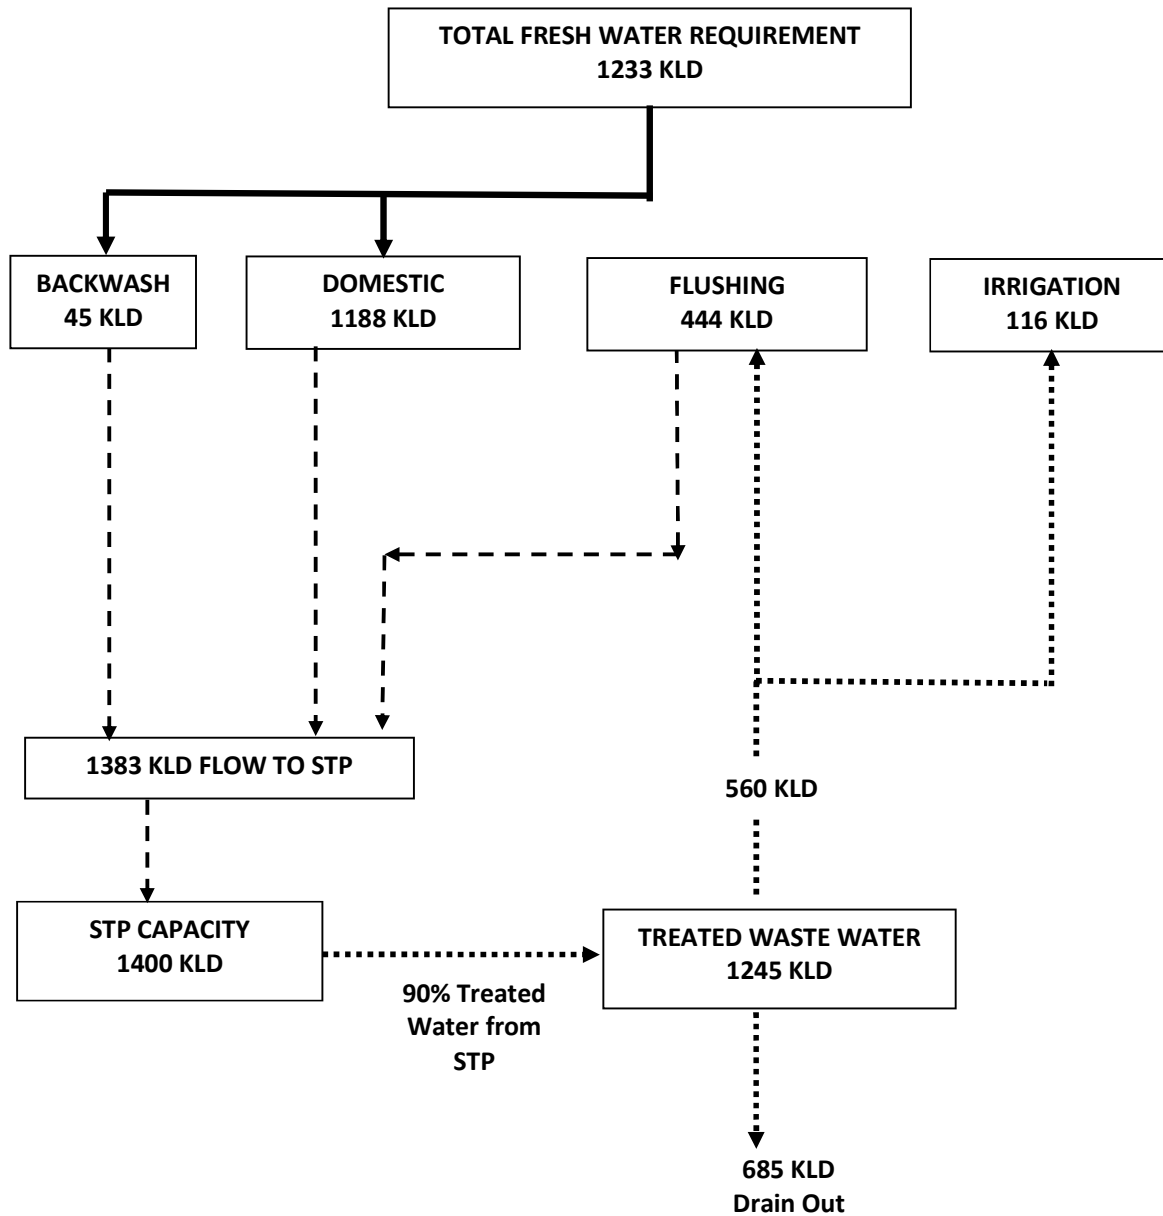 TOTAL FRESH WATER REQUIREMENT
1233 KLD
BACKWASH
45 KLD
DOMESTIC
1188 KLD
FLUSHING
444 KLD
IRRIGATION
116 KLD
1383 KLD FLOW TO STP
560 KLD
STP CAPACITY
1400 KLD
90% Treated
Water from
STP
TREATED WASTE WATER
1245 KLD
685 KLD
Drain Out